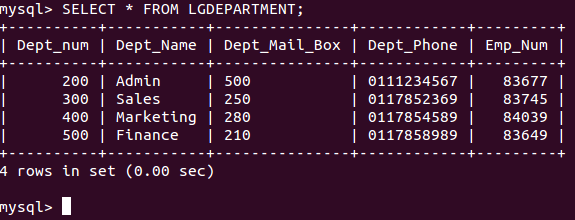 mysql> SELECT * FROM LGDEPARTMENT;
+----------+-----------+---------------+------------+---------+
| Dept_num | Dept_Name | Dept_Mail_Box | Dept_Phone | Emp_Num |
+----------+-----------+---------------+------------+---------+
|      200 | Admin     | 500           | 0111234567 |   83677 |
|      300 | Sales     | 250           | 0117852369 |   83745 |
|      400 | Marketing | 280           | 0117854589 |   84039 |
|      500 | Finance   | 210           | 0117858989 |   83649 |
+----------+-----------+---------------+------------+---------+
4 rows in set (0.00 sec)
mysql>